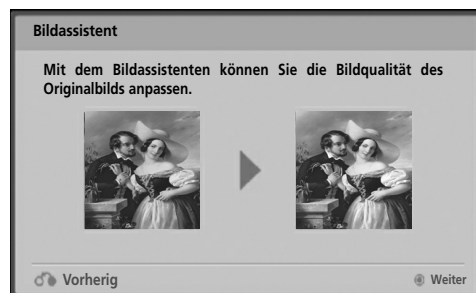 Bildassistent
Mit dem Bildassistenten können Sie die Bildqualität des
Originalbilds anpassen.
Vorherig
Weiter